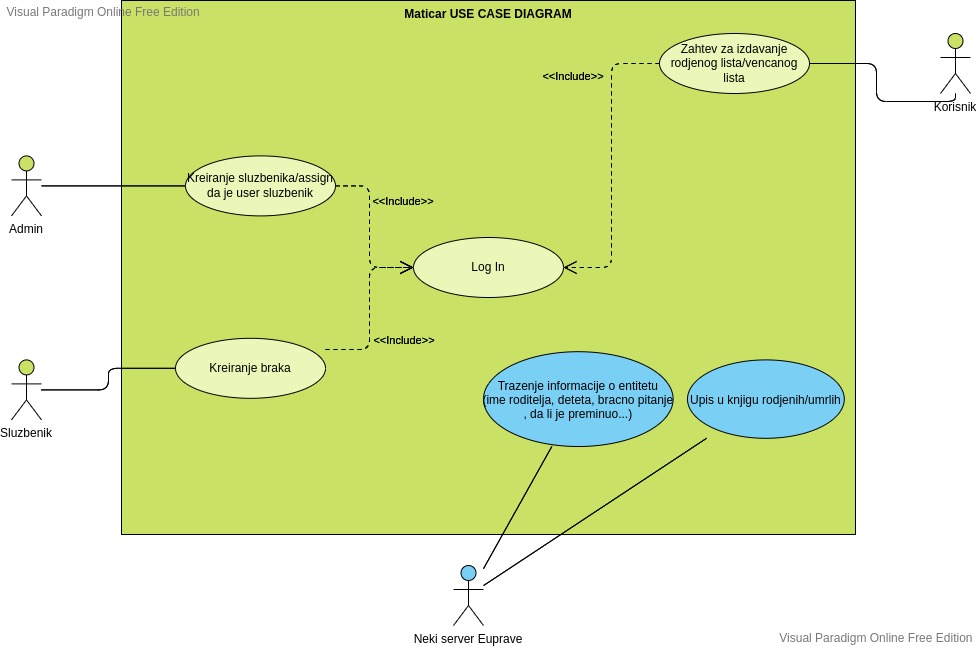 Visual Paradigm Online Free Edition
Maticar USE CASE DIAGRAM
Zahtev za izdavanje
rodjenog lista/vencanog
lista
<<Include>>
Korisnik
Kreiranje sluzbenika/assign
da je user sluzbenik
<<Include>>
Admin
Log In
<<Include>>
Kreiranje braka
Sluzbenik
Trazenje informacije o entitetu
(ime roditelja, deteta, bracno pitanje
, da li je preminuo...)
Upis u knjigu rodjenih/umrlih
Neki server Euprave
Visual Paradigm Online Free Edition